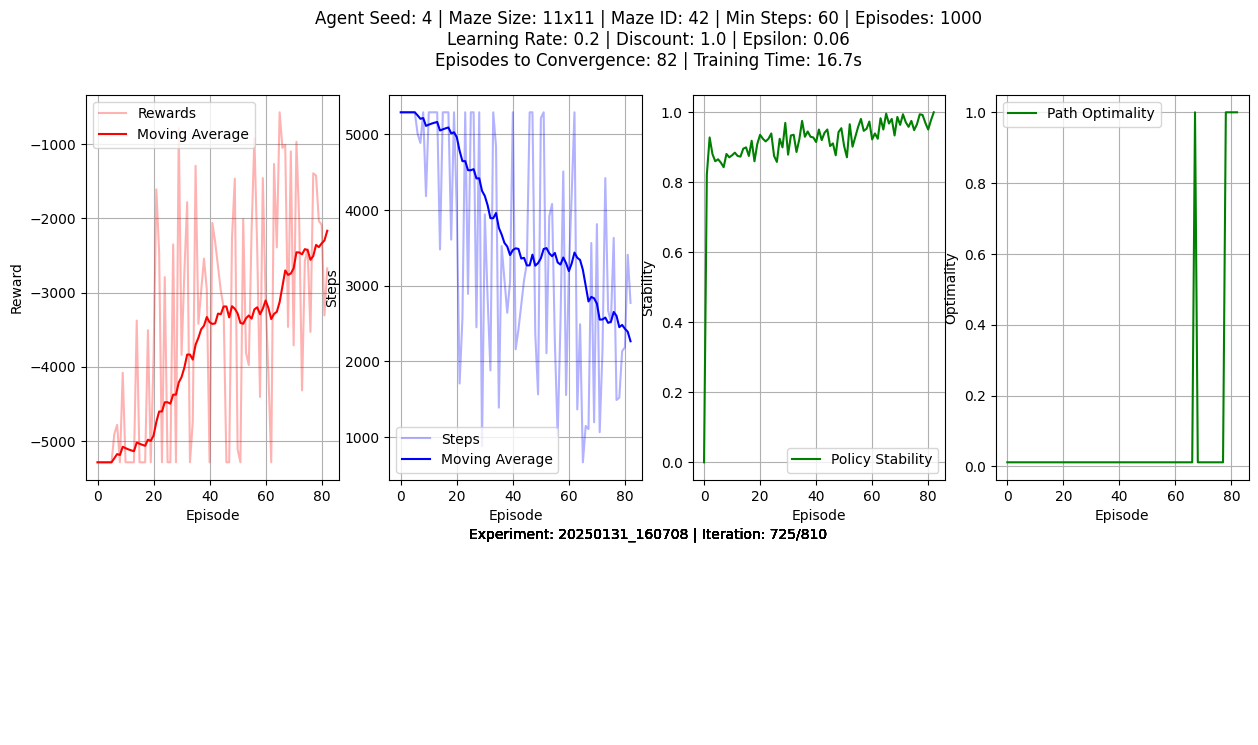 Agent Seed: 4 | Maze Size: 11x11 | Maze ID: 42 | Min Steps: 60 | Episodes: 1000
Learning Rate: 0.2 | Discount: 1.0 | Epsilon: 0.06
Episodes to Convergence: 82 | Training Time: 16.7s
Reward
−1000
−2000
−3000
−4000
−5000
Rewards
Moving Average
0 20 40 60 80
Episode
Steps
5000
4000
3000
2000
1000
Steps
Moving Average
0 20 40 60 80
Episode
Stability
1.0
0.8
0.6
0.4
0.2
0.0
Policy Stability
0 20 40 60 80
Episode
Optimality
1.0
0.8
0.6
0.4
0.2
0.0
Path Optimality
0 20 40 60 80
Episode
Experiment: 20250131_160708 | Iteration: 725/810